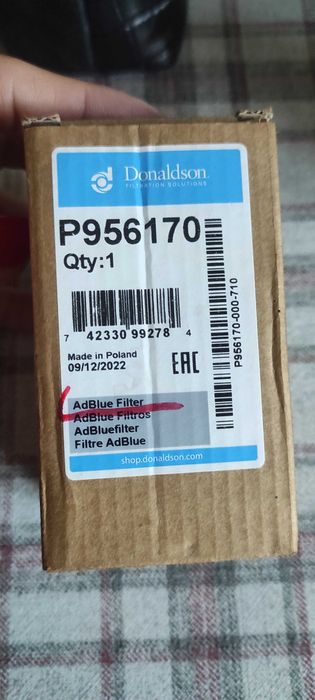 Donaldson.
FILTRATION SOLUTIONS
P956170
Qty:1
7 42330 99278 4
Made in Poland
09/12/2022
EAC
P956170-000-710
AdBlue Filter
AdBlue Filtros
AdBluefilter
Filtre AdBlue
shop.donaldson.com